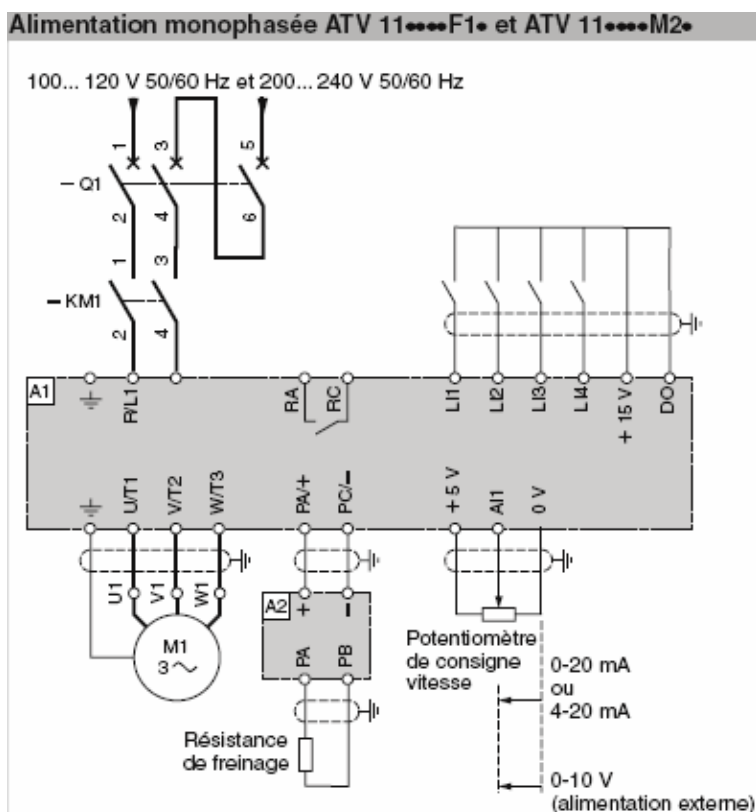 Alimentation monophasée ATV 11••••F1• et ATV 11••••M2•
100... 120 V 50/60 Hz et 200... 240 V 50/60 Hz
1
3
5
– Q1
2
4
6
1
3
– KM1
2
4
A1
R/L1
RA
RC
LI1
LI2
LI3
LI4
+ 15 V
DO
U/T1
V/T2
W/T3
PA/+
PC/–
+ 5 V
AI1
0 V
U1
V1
W1
M1
3 ~
A2
+
–
PA
PB
Potentiomètre
de consigne
vitesse
0-20 mA
ou
4-20 mA
Résistance
de freinage
0-10 V
(alimentation externe)